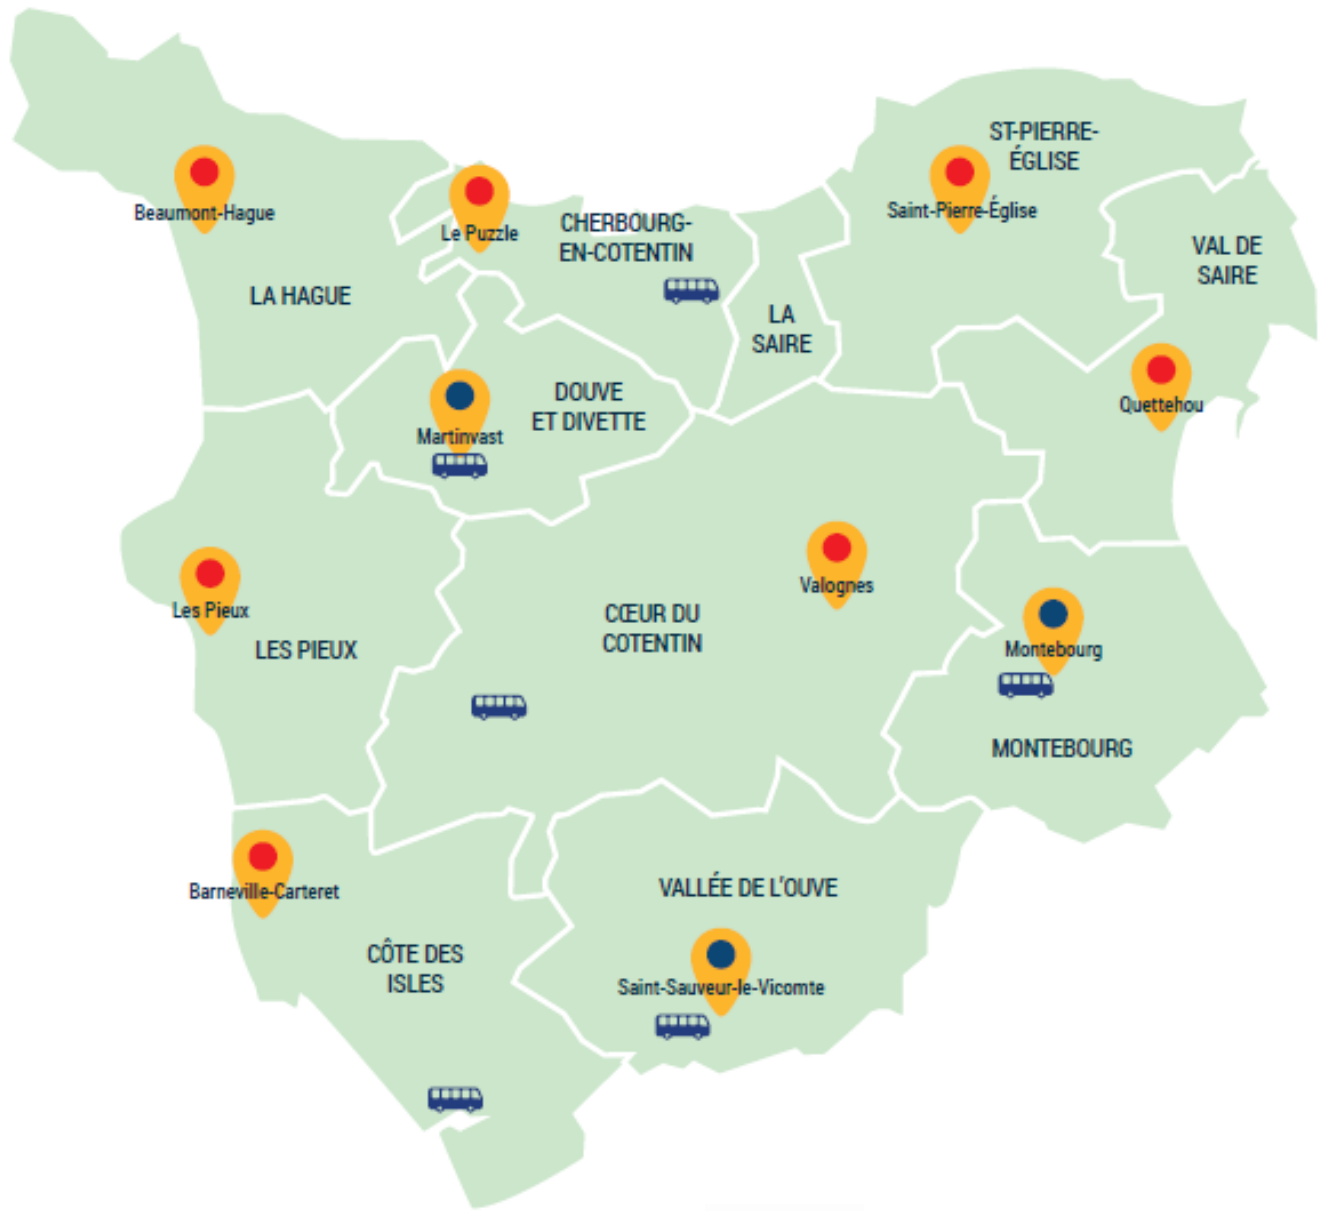 ST-PIERRE-
ÉGLISE
Beaumont-Hague
Le Puzzle
CHERBOURG-
EN-COTENTIN
Saint-Pierre-Église
VAL DE
SAIRE
LA HAGUE
LA
SAIRE
DOUVE
ET DIVETTE
Martinvast
Quettehou
Les Pieux
LES PIEUX
CŒUR DU
COTENTIN
Valognes
Montebourg
MONTEBOURG
Barneville-Carteret
CÔTE DES
ISLES
VALLÉE DE L'OUVE
Saint-Sauveur-le-Vicomte